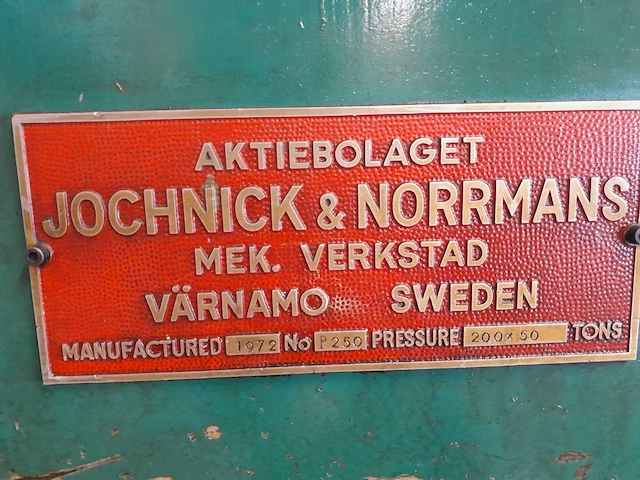 AKTIEBOLAGET
JOCHNICK & NORRMANS
MEK. VERKSTAD
VÄRNAMO SWEDEN
MANUFACTURED 1972 No P250 PRESSURE 200×50 TONS